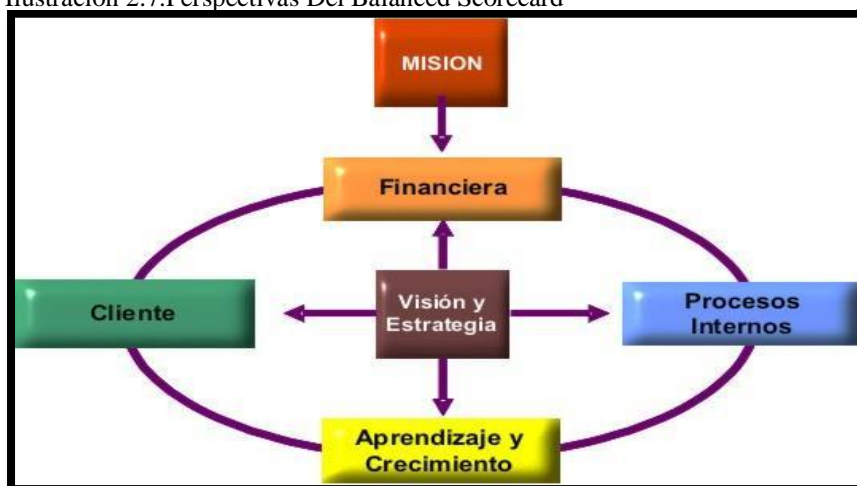 Ilustración 2.7.Perspectivas Del Balanced Scorecard
MISION
Financiera
Cliente
Visión y
Estrategia
Procesos
Internos
Aprendizaje y
Crecimiento